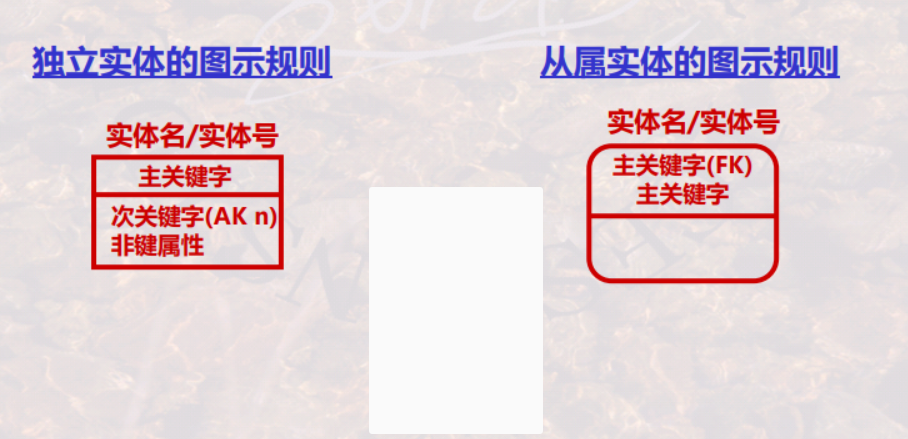 独立实体的图示规则
实体名/实体号
主关键字
次关键字(AK n)
非键属性
从属实体的图示规则
实体名/实体号
主关键字(FK)
主关键字